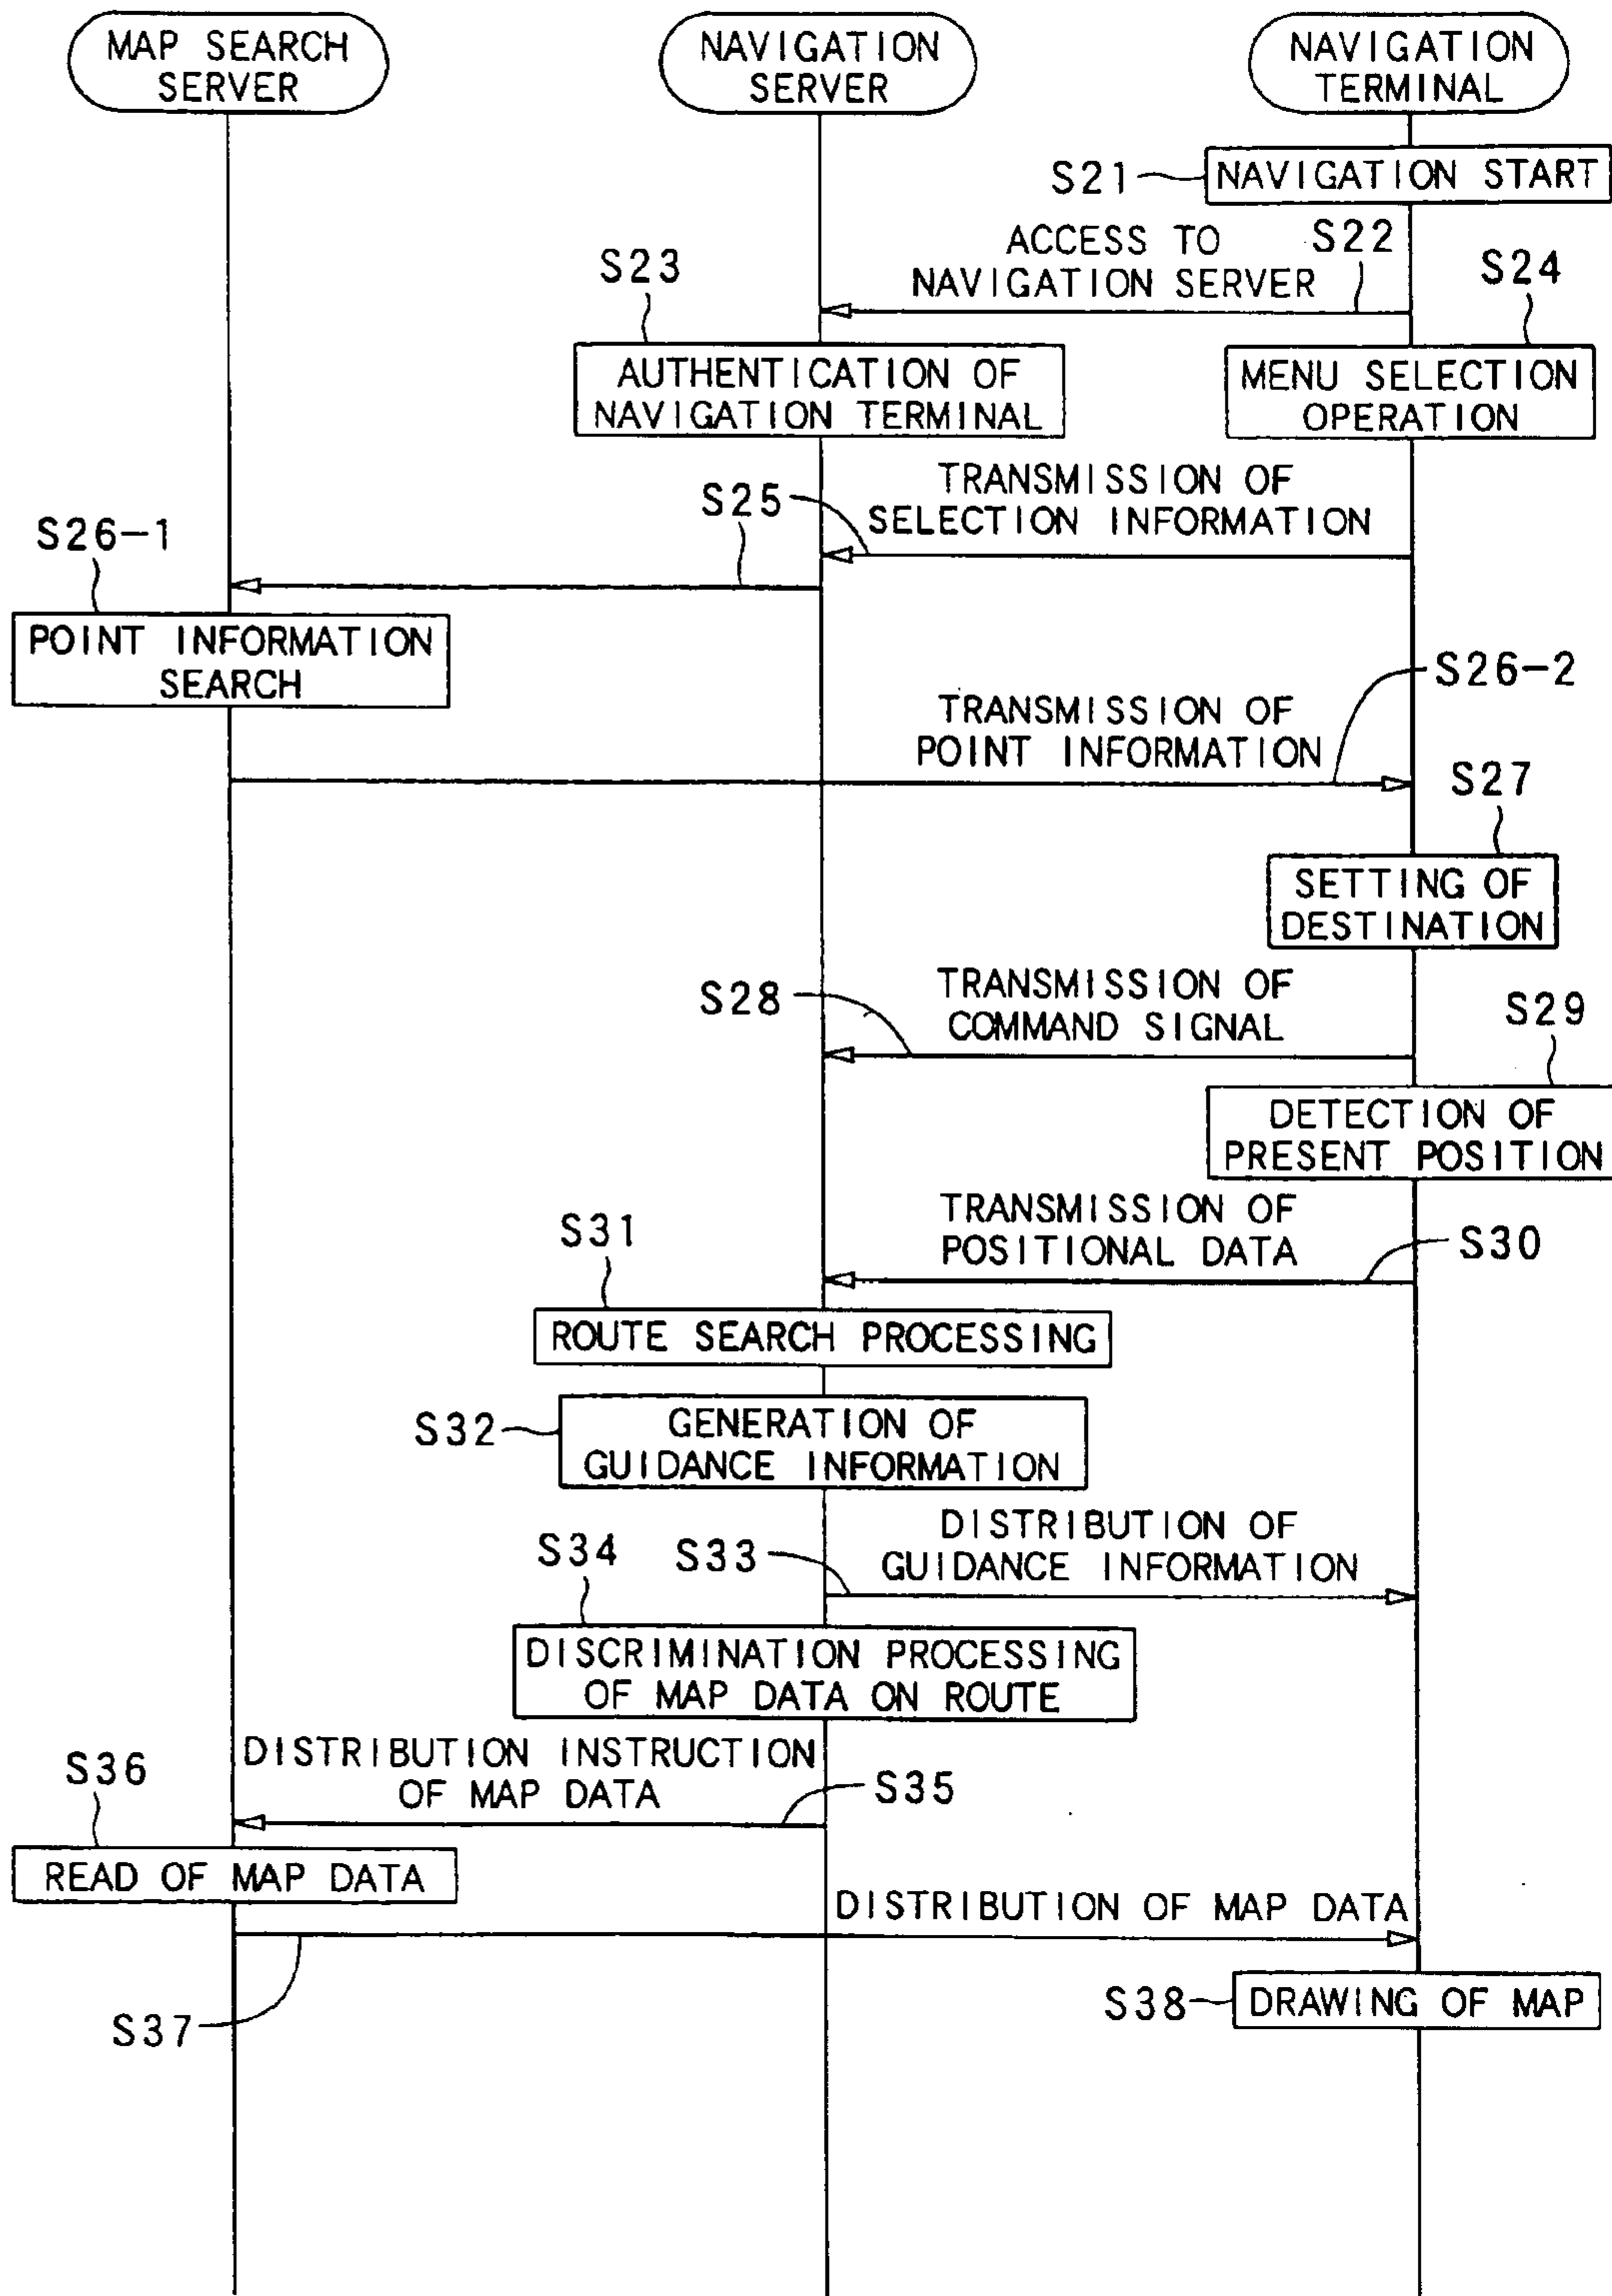 MAP SEARCH
SERVER
NAVIGATION
SERVER
NAVIGATION
TERMINAL
S21
NAVIGATION START
ACCESS TO
NAVIGATION SERVER
S22
S23
S24
AUTHENTICATION OF
NAVIGATION TERMINAL
MENU SELECTION
OPERATION
TRANSMISSION OF
SELECTION INFORMATION
S25
S26-1
POINT INFORMATION
SEARCH
S26-2
TRANSMISSION OF
POINT INFORMATION
S27
SETTING OF
DESTINATION
TRANSMISSION OF
COMMAND SIGNAL
S28
S29
DETECTION OF
PRESENT POSITION
TRANSMISSION OF
POSITIONAL DATA
S30
S31
ROUTE SEARCH PROCESSING
S32
GENERATION OF
GUIDANCE INFORMATION
DISTRIBUTION OF
GUIDANCE INFORMATION
S33
S34
DISCRIMINATION PROCESSING
OF MAP DATA ON ROUTE
DISTRIBUTION INSTRUCTION
OF MAP DATA
S35
S36
READ OF MAP DATA
DISTRIBUTION OF MAP DATA
S37
S38
DRAWING OF MAP